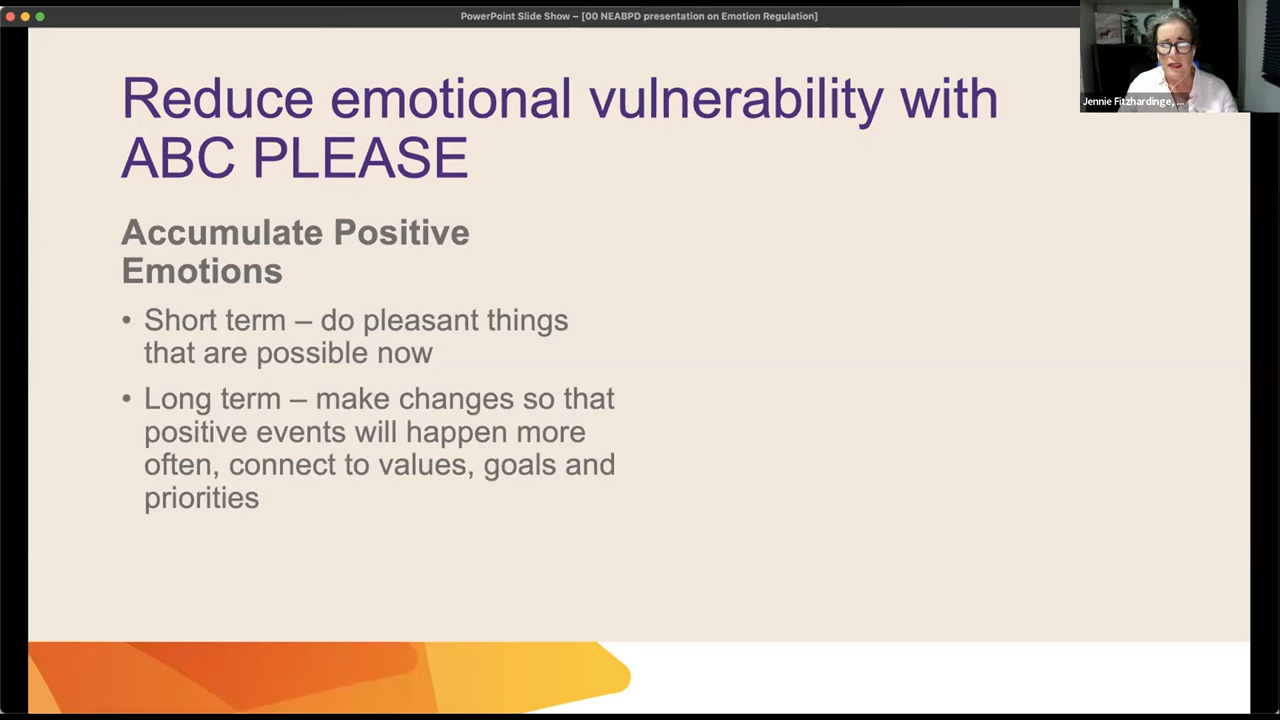 PowerPoint Slide Show – [00 NEABPD presentation on Emotion Regulation]
Jennie Fitzhardinge, ...
Reduce emotional vulnerability with
ABC PLEASE
Accumulate Positive
Emotions
• Short term – do pleasant things
that are possible now
• Long term – make changes so that
positive events will happen more
often, connect to values, goals and
priorities